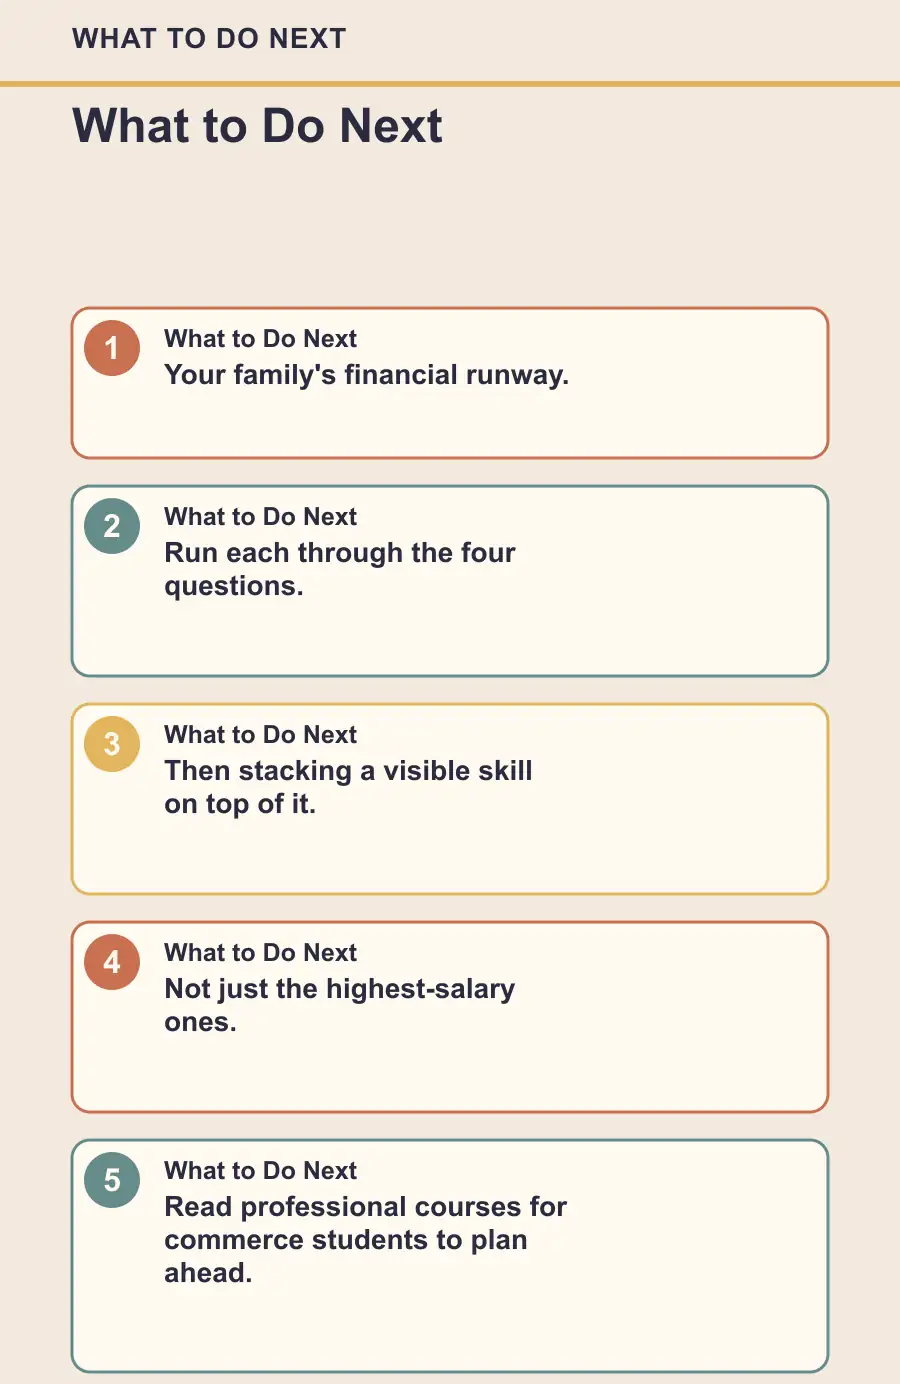 WHAT TO DO NEXT
What to Do Next
1
What to Do Next
Your family's financial runway.
2
What to Do Next
Run each through the four
questions.
3
What to Do Next
Then stacking a visible skill
on top of it.
4
What to Do Next
Not just the highest-salary
ones.
5
What to Do Next
Read professional courses for
commerce students to plan
ahead.